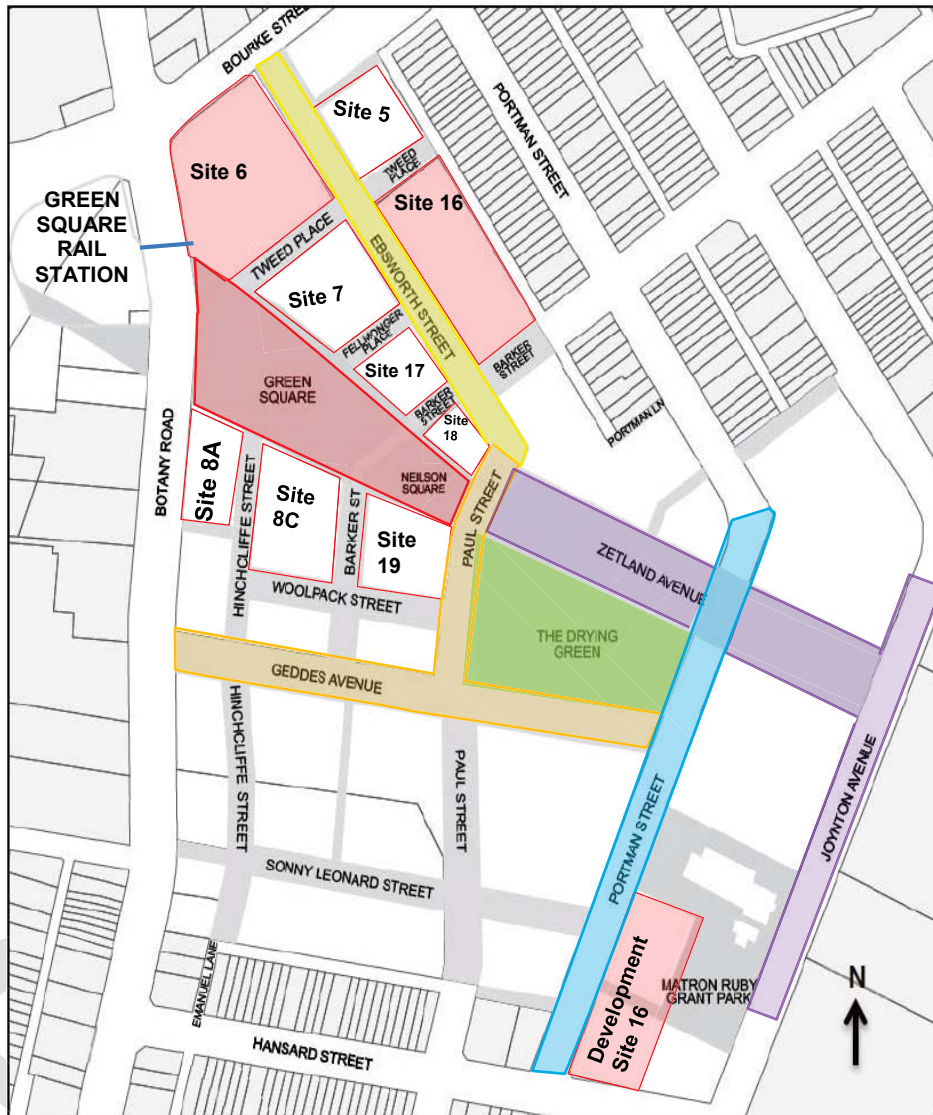 BOURKE STREET
Site 5
PORTMAN STREET
TWEED
PLACE
Site 6
Site 16
GREEN
SQUARE
RAIL
STATION
TWEED PLACE
EBSWORTH STREET
Site 7
FELLMONGER
PLACE
BARKER
STREET
Site 17
GREEN
SQUARE
BARKER
STREET
Site
18
PORTMAN LN
BOTANY ROAD
Site 8A
HINCHCLIFFE STREET
Site
8C
BARKER ST
NEILSON
SQUARE
Site
19
PAUL STREET
ZETLAND AVENUE
WOOLPACK STREET
THE DRYING
GREEN
GEDDES AVENUE
HINCHCLIFFE STREET
PAUL STREET
PORTMAN STREET
JOYNTON AVENUE
SONNY LEONARD STREET
EMANUEL LANE
Development
Site 16
MATRON RUBY
GRANT PARK
N
HANSARD STREET